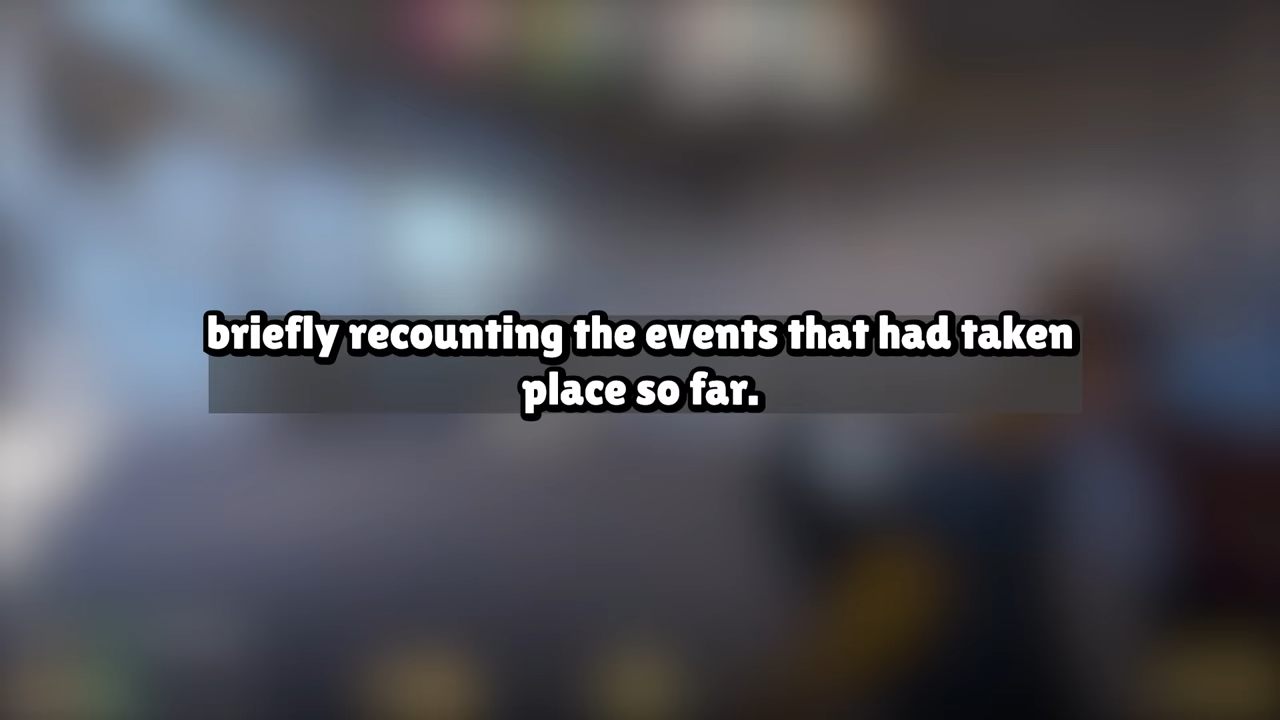 briefly recounting the events that had taken
place so far.